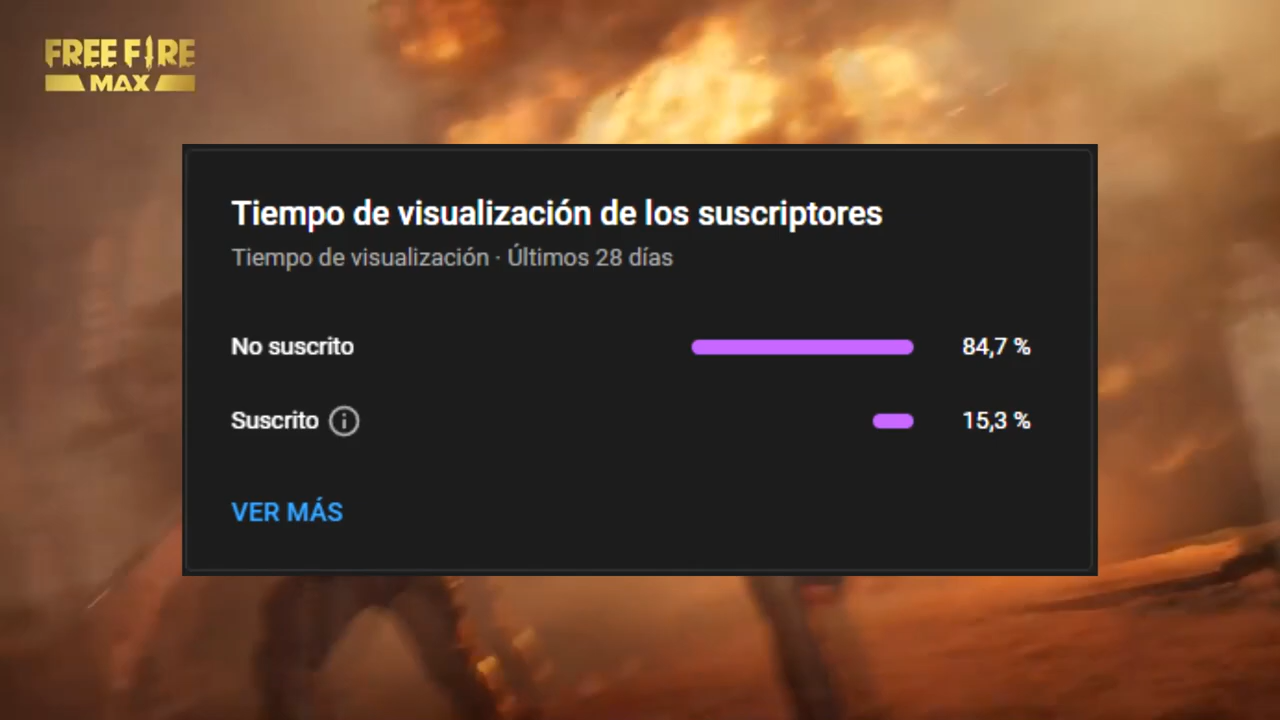 FREE FIRE
MAX
Tiempo de visualización de los suscriptores
Tiempo de visualización · Últimos 28 días
No suscrito 84,7 %
Suscrito 15,3 %
VER MÁS